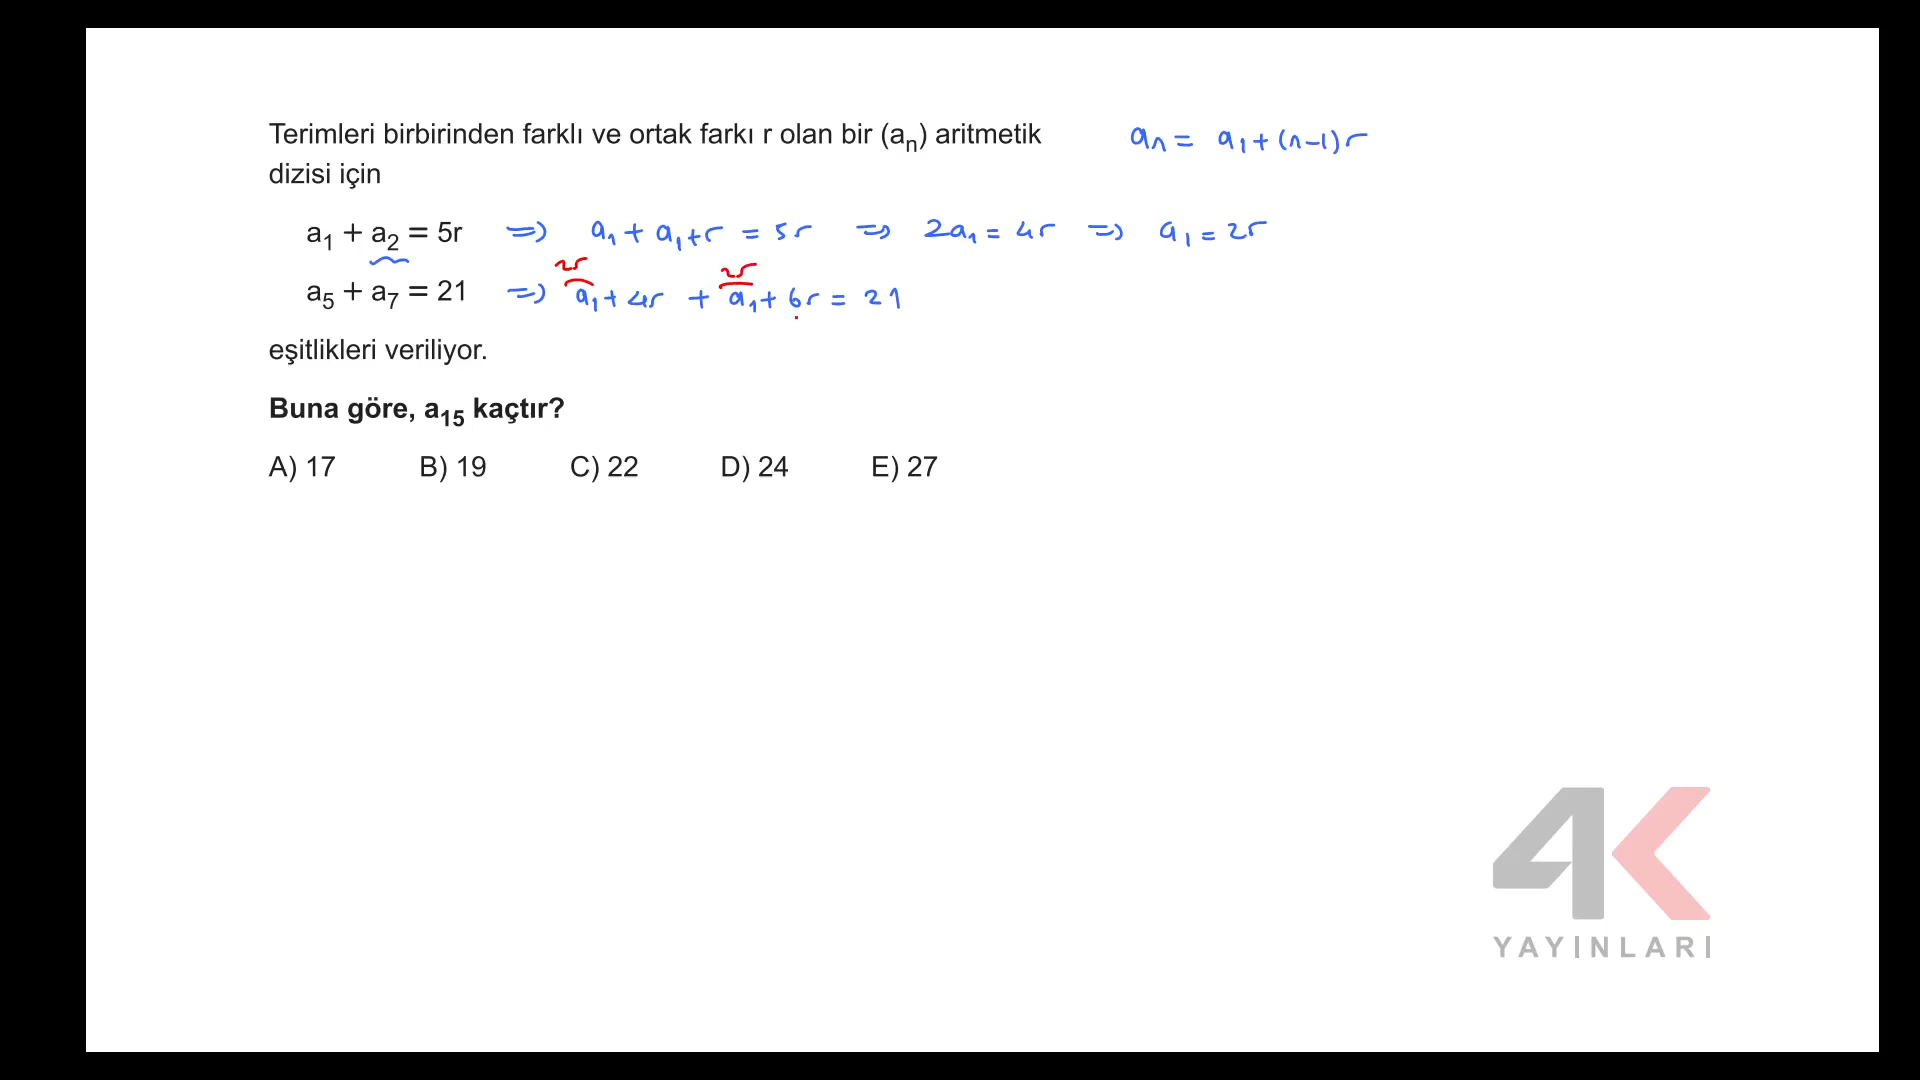 Terimleri birbirinden farklı ve ortak farkı r olan bir (aₙ) aritmetik aₙ = a₁ + (n-1)r
dizisi için
a₁ + a₂ = 5r => a₁ + a₁+r = 5r => 2a₁ = 4r => a₁ = 2r
2r 2r
a₅ + a₇ = 21 => a₁+4r + a₁+6r = 21
eşitlikleri veriliyor.
Buna göre, a₁₅ kaçtır?
A) 17 B) 19 C) 22 D) 24 E) 27
4K
YAYINLARI